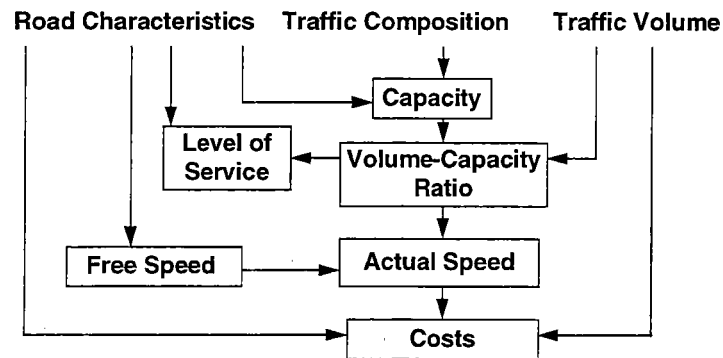 Road Characteristics Traffic Composition Traffic Volume
Capacity
Level of
Service
Volume-Capacity
Ratio
Free Speed
Actual Speed
Costs